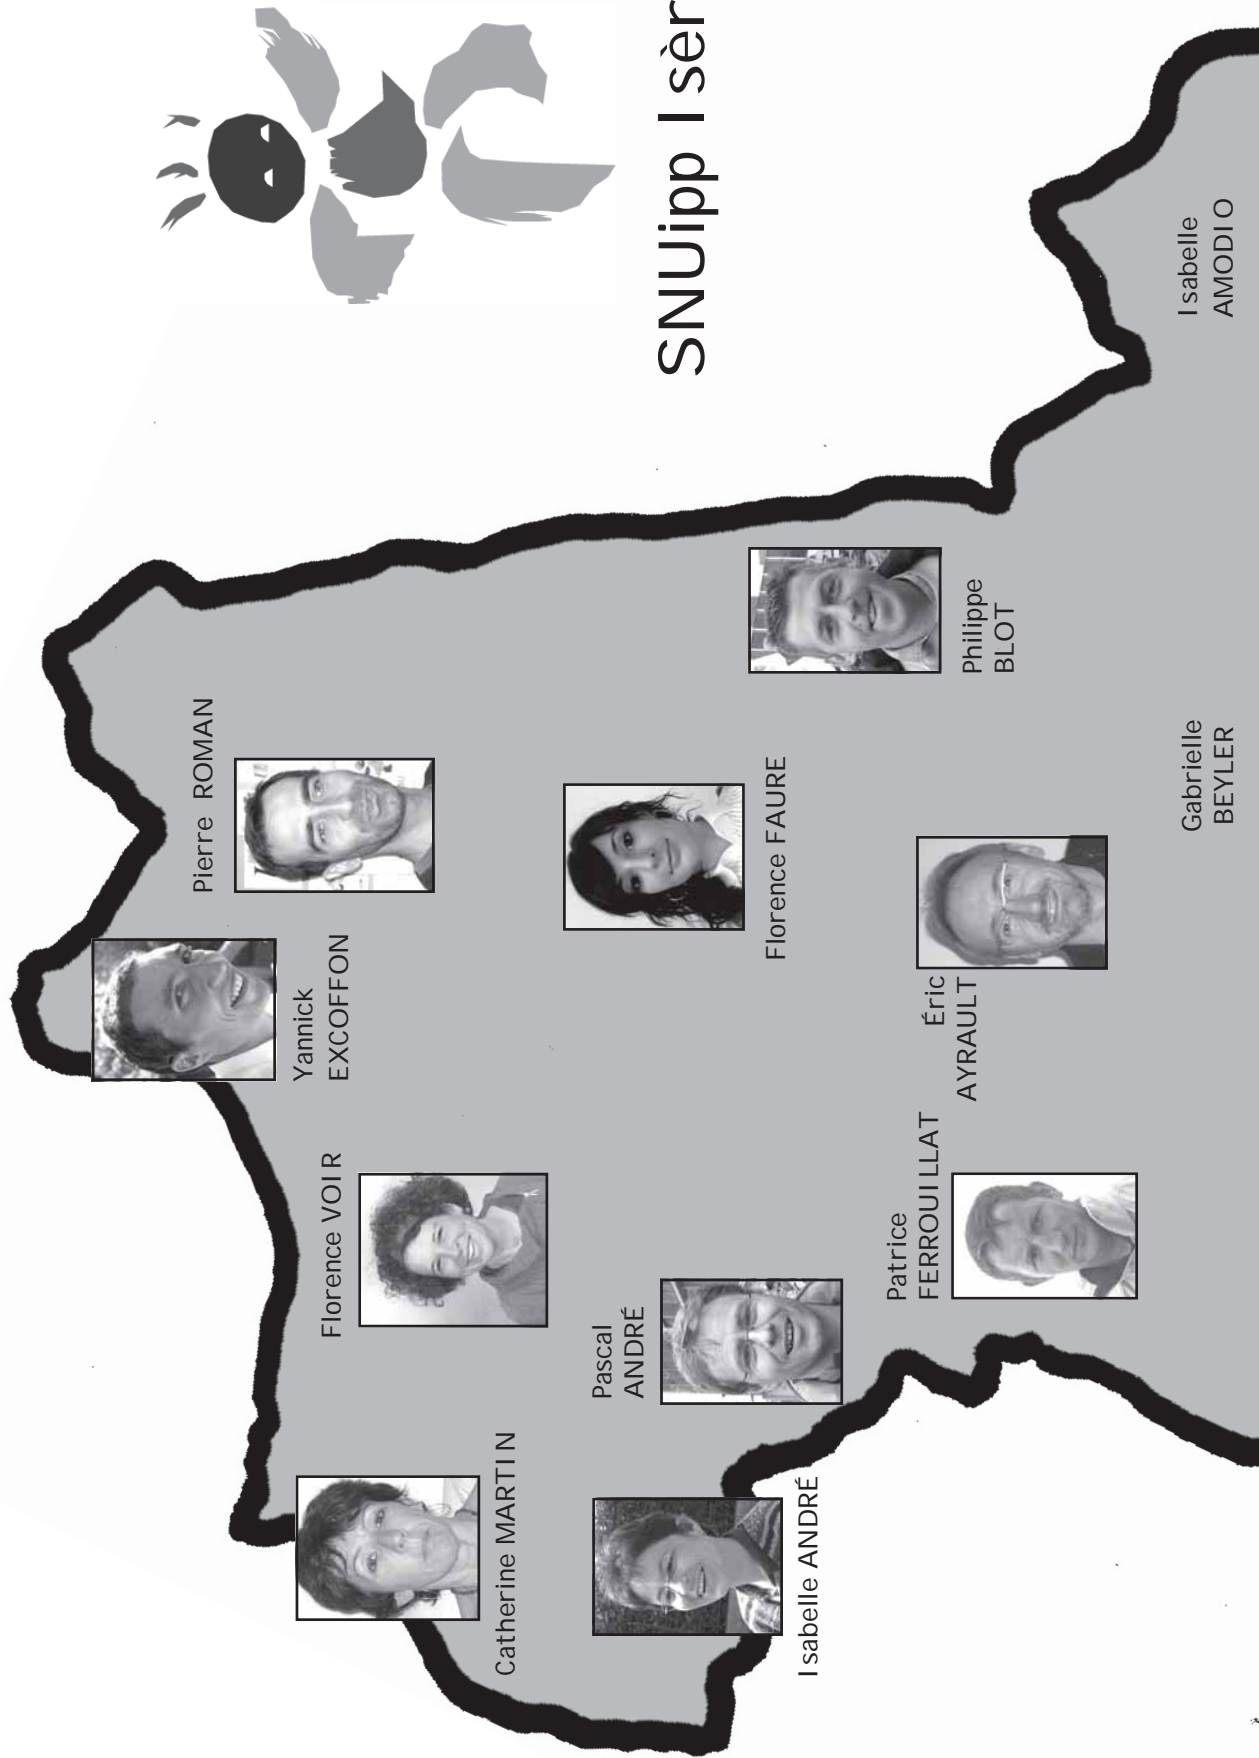 SNUipp Isèr
Pierre ROMAN
Yannick
EXCOFFON
Florence VOIR
Catherine MARTIN
Florence FAURE
Pascal
ANDRÉ
Isabelle ANDRÉ
Philippe
BLOT
Éric
AYRAULT
Patrice
FERROUILLAT
Isabelle
AMODIO
Gabrielle
BEYLER